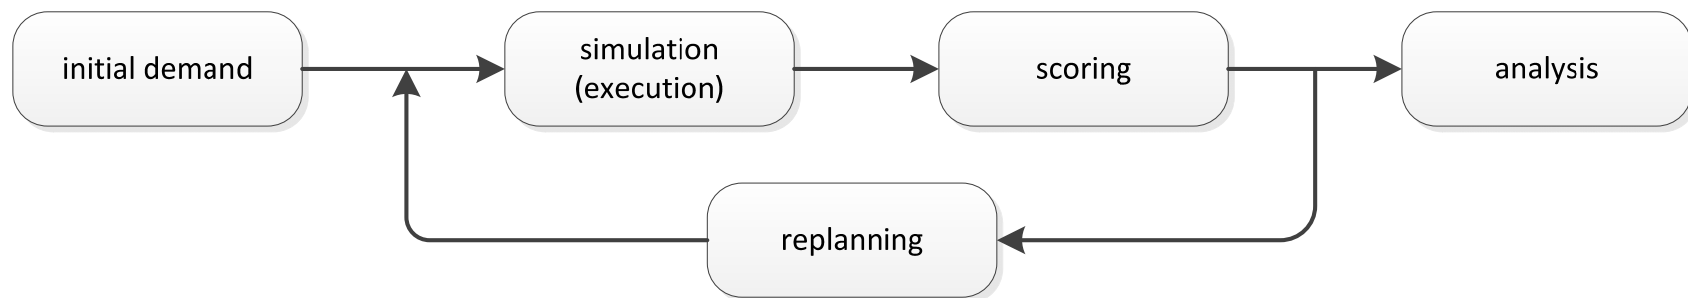 initial demand
simulation
(execution)
scoring
analysis
replanning